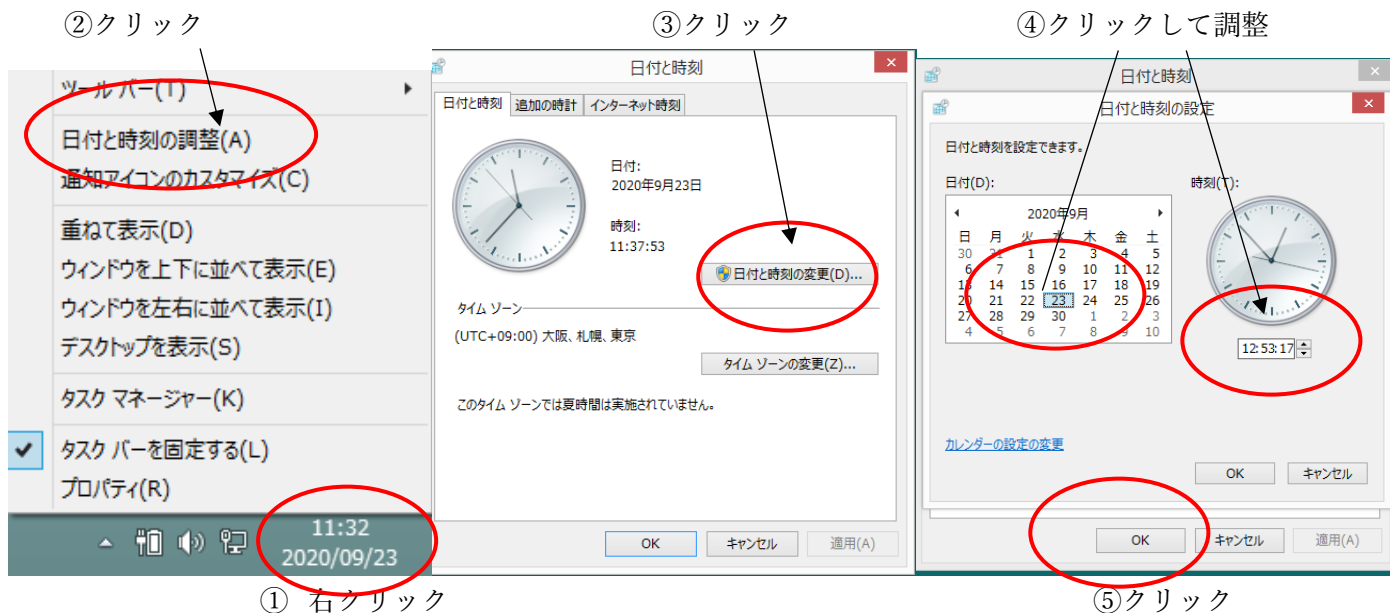 ②クリック
③クリック
④クリックして調整
ツール バー(T)
日付と時刻の調整(A)
通知アイコンのカスタマイズ(C)
重ねて表示(D)
ウィンドウを上下に並べて表示(E)
ウィンドウを左右に並べて表示(I)
デスクトップを表示(S)
タスク マネージャー(K)
タスク バーを固定する(L)
プロパティ(R)
11:32
2020/09/23
① 右クリック
日付と時刻
日付と時刻 追加の時計 インターネット時刻
日付:
2020年9月23日
時刻:
11:37:53
日付と時刻の変更(D)...
タイム ゾーン
(UTC+09:00) 大阪、札幌、東京
タイム ゾーンの変更(Z)...
このタイム ゾーンでは夏時間は実施されていません。
OK キャンセル 適用(A)
日付と時刻
日付と時刻の設定
日付と時刻を設定できます。
日付(D): 時刻(T):
2020年9月
日 月 火 水 木 金 土
30 31 1 2 3 4 5
6 7 8 9 10 11 12
13 14 15 16 17 18 19
20 21 22 23 24 25 26
27 28 29 30 1 2 3
4 5 6 7 8 9 10
12:53:17
カレンダーの設定の変更
OK キャンセル
OK キャンセル 適用(A)
⑤クリック